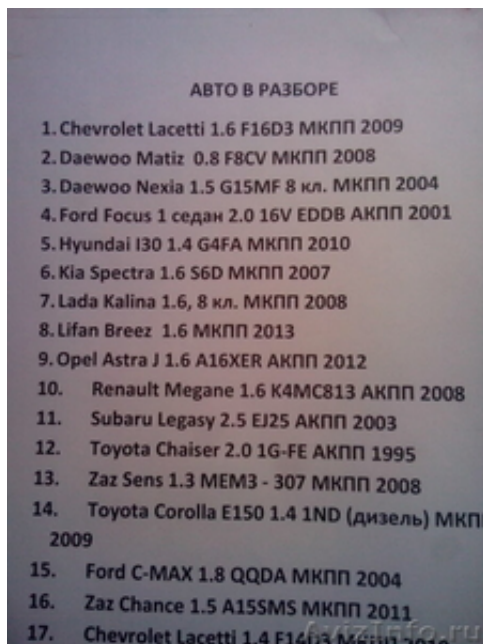 АВТО В РАЗБОРЕ
1. Chevrolet Lacetti 1.6 F16D3 МКПП 2009
2. Daewoo Matiz 0.8 F8CV МКПП 2008
3. Daewoo Nexia 1.5 G15MF 8 кл. МКПП 2004
4. Ford Focus 1 седан 2.0 16V EDDB АКПП 2001
5. Hyundai I30 1.4 G4FA МКПП 2010
6. Kia Spectra 1.6 S6D МКПП 2007
7. Lada Kalina 1.6, 8 кл. МКПП 2008
8. Lifan Breez 1.6 МКПП 2013
9. Opel Astra J 1.6 A16XER АКПП 2012
10. Renault Megane 1.6 K4MC813 АКПП 2008
11. Subaru Legasy 2.5 EJ25 АКПП 2003
12. Toyota Chaiser 2.0 1G-FE АКПП 1995
13. Zaz Sens 1.3 МЕМЗ - 307 МКПП 2008
14. Toyota Corolla E150 1.4 1ND (дизель) МКП
2009
15. Ford C-MAX 1.8 QQDA МКПП 2004
16. Zaz Chance 1.5 A15SMS МКПП 2011
17. Chevrolet Lacetti 1.4 F14D3 МКПП
AvizInfo.ru